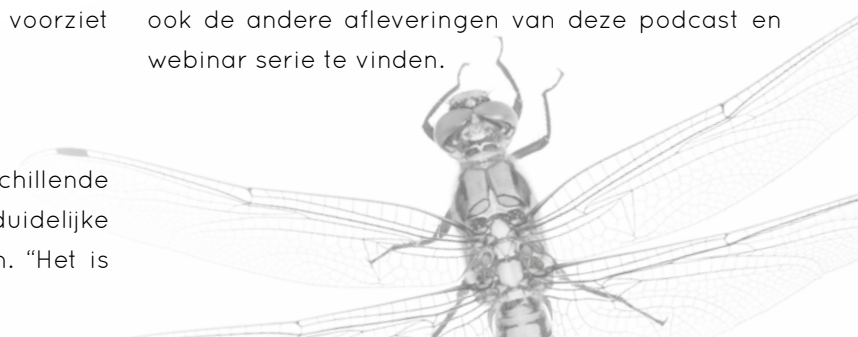 voorziet
chillende
duidelijke
n. “Het is
ook de andere afleveringen van deze podcast en
webinar serie te vinden.